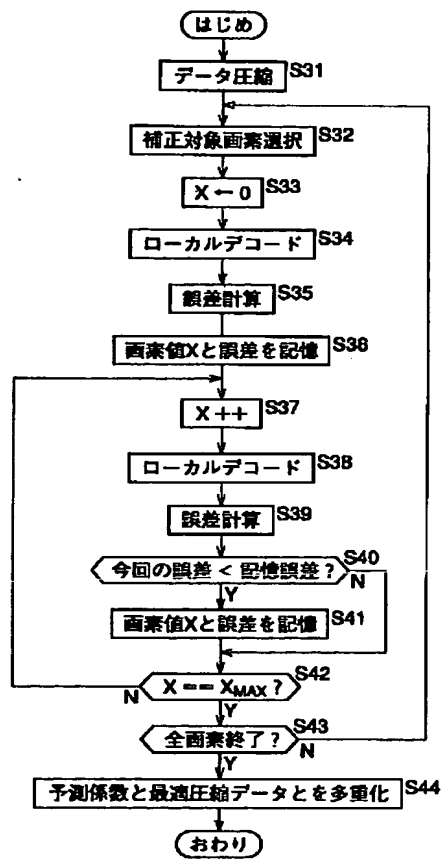 はじめ
データ圧縮 S31
補正対象画素選択 S32
X ← 0 S33
ローカルデコード S34
誤差計算 S35
画素値Xと誤差を記憶 S36
X ++ S37
ローカルデコード S38
誤差計算 S39
今回の誤差 < 記憶誤差? S40
N
Y
画素値Xと誤差を記憶 S41
X == XMAX ? S42
N
Y
全画素終了? S43
N
Y
予測係数と最適圧縮データとを多重化 S44
おわり